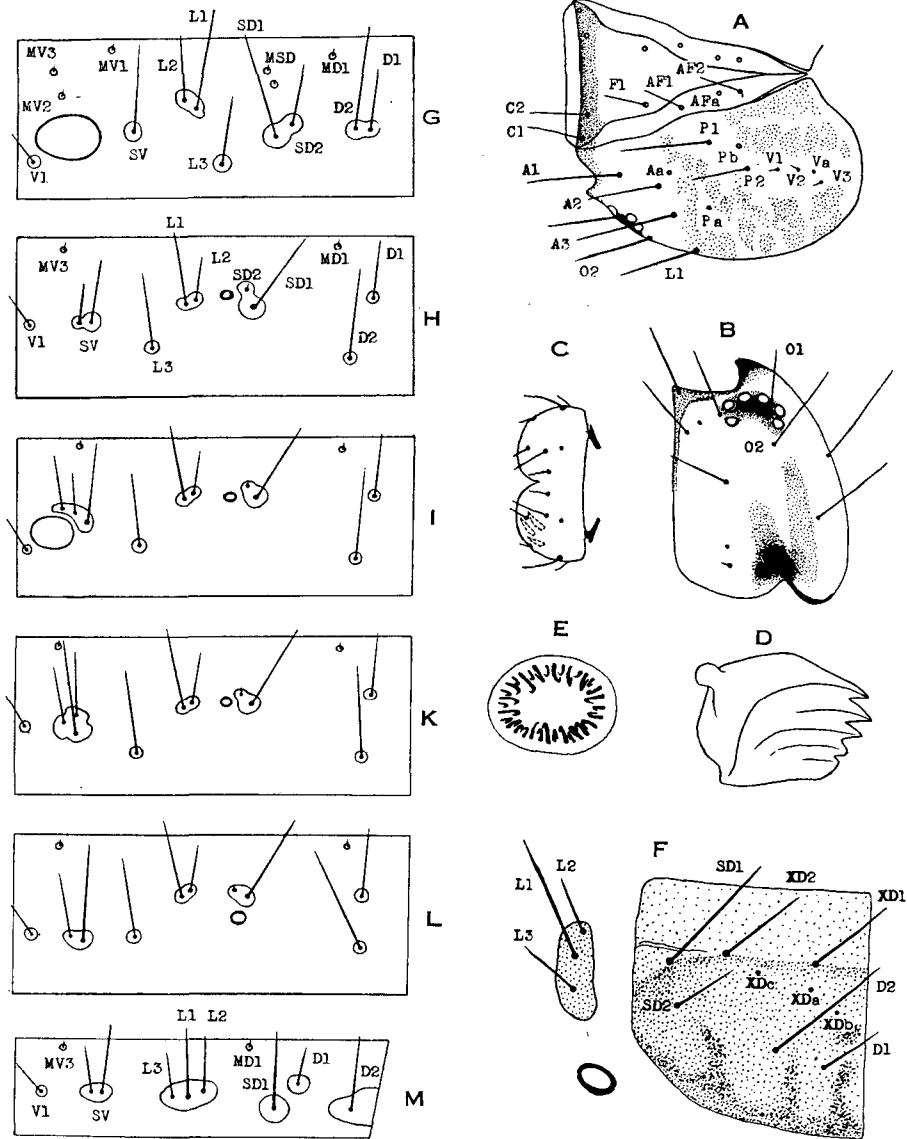 L1
SD1
MV3
MV1
L2
MSD
MD1
D1
MV2
D2
G
V1
SV
L3
SD2
A
AF2
F1
AF1
AFa
C2
C1
P1
A1
Aa
Pb
V1
Va
P2
V2
V3
A2
A3
Pa
O2
L1
L1
MV3
L2
SD2
SD1
MD1
D1
H
V1
SV
L3
D2
C
B
O1
O2
I
E
D
K
L
F
L1
L2
SD1
XD2
XD1
L3
XDc
XDa
D2
SD2
XDb
D1
L1 L2
MV3
L3
MD1
D1
D2
SD1
V1
SV
M